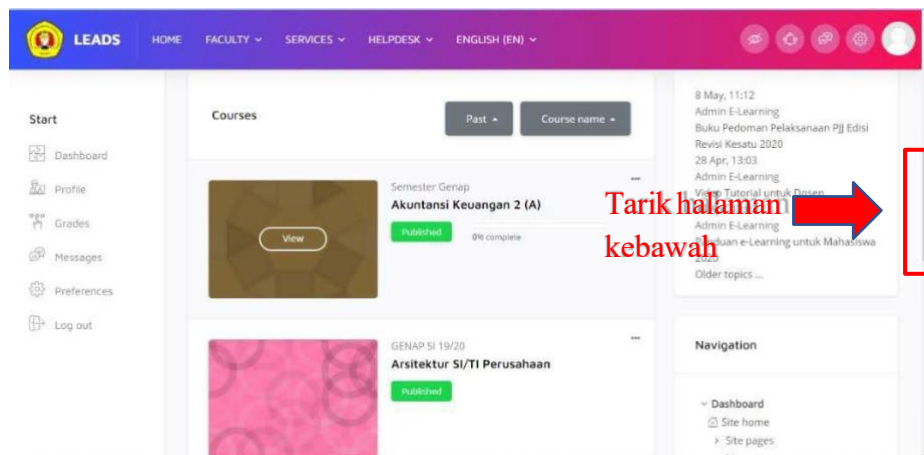 LEADS HOME FACULTY SERVICES HELPDESK ENGLISH (EN)
Start
Dashboard
Profile
Grades
Messages
Preferences
Log out
Courses
Past
Course name
View
Semester Genap
Akuntansi Keuangan 2 (A)
Published
0% complete
GENAP SI 19/20
Arsitektur SI/TI Perusahaan
Published
Tarik halaman
kebawah
8 May, 11:12
Admin E-Learning
Buku Pedoman Pelaksanaan PJJ Edisi
Revisi Kesatu 2020
28 Apr, 13:03
Admin E-Learning
Video Tutorial untuk Dosen
Admin E-Learning
Panduan e-Learning untuk Mahasiswa
2020
Older topics ...
Navigation
Dashboard
Site home
Site pages